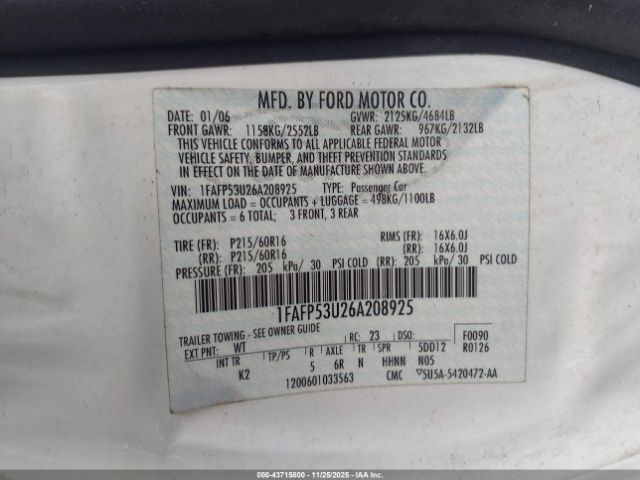 MFD. BY FORD MOTOR CO.
DATE: 01/06 GVWR: 2125KG/4684LB
FRONT GAWR: 1158KG/2552LB REAR GAWR: 967KG/2132LB
THIS VEHICLE CONFORMS TO ALL APPLICABLE FEDERAL MOTOR
VEHICLE SAFETY, BUMPER, AND THEFT PREVENTION STANDARDS
IN EFFECT ON THE DATE OF MANUFACTURE SHOWN ABOVE.
VIN: 1FAFP53U26A208925 TYPE: Passenger Car
MAXIMUM LOAD = OCCUPANTS + LUGGAGE = 498KG/1100LB
OCCUPANTS = 6 TOTAL; 3 FRONT, 3 REAR
TIRE (FR): P215/60R16 RIMS (FR): 16X6.0J
(RR): P215/60R16 (RR): 16X6.0J
PRESSURE (FR): 205 kPa/ 30 PSI COLD (RR): 205 kPa/ 30 PSI COLD
1FAFP53U26A208925
TRAILER TOWING - SEE OWNER GUIDE
EXT PNT: WT RC: 23 DSO: F0090
INT TR TP/PS R AXLE TR SPR 5DD12 R0126
K2 5 6R N HHNN N05
1200601033563 CMC 5U5A-5420472-AA
000-43715800 - 11/25/2025 - IAAI.COM